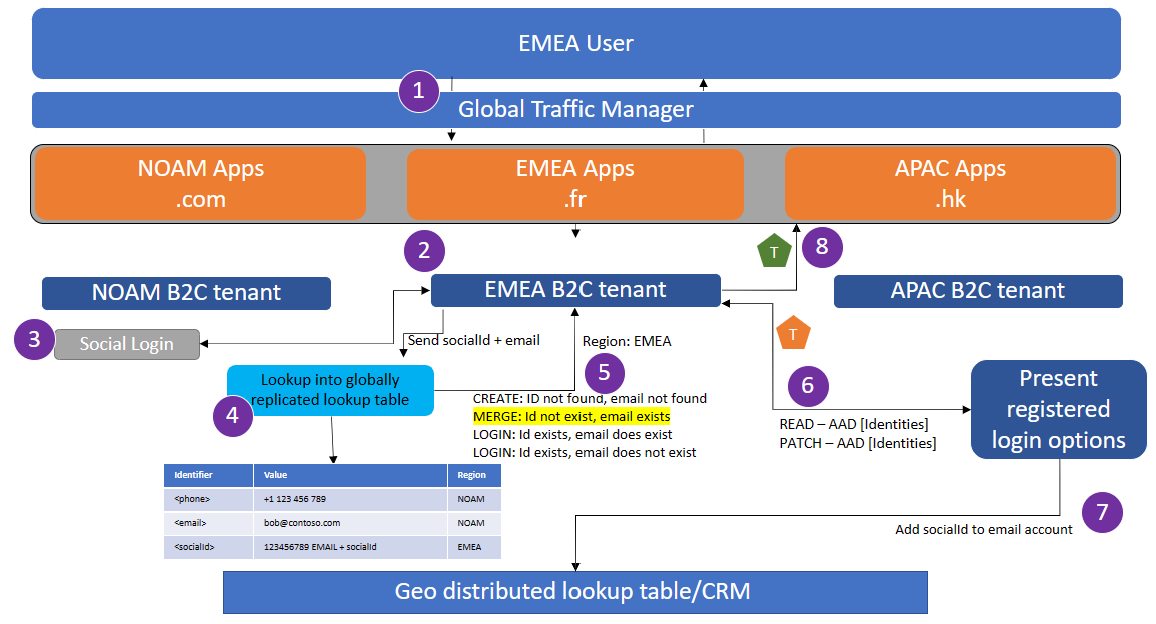 EMEA User
1
Global Traffic Manager
NOAM Apps
.com
EMEA Apps
.fr
APAC Apps
.hk
2
T
8
NOAM B2C tenant
EMEA B2C tenant
APAC B2C tenant
3
Social Login
Send socialId + email
Region: EMEA
T
Lookup into globally
replicated lookup table
4
5
6
CREATE: ID not found, email not found
MERGE: Id not exist, email exists
LOGIN: Id exists, email does exist
LOGIN: Id exists, email does not exist
READ – AAD [Identities]
PATCH – AAD [Identities]
Present
registered
login options
Identifier Value Region
<phone> +1 123 456 789 NOAM
<email> bob@contoso.com NOAM
<socialId> 123456789 EMAIL + socialId EMEA
7
Add socialId to email account
Geo distributed lookup table/CRM